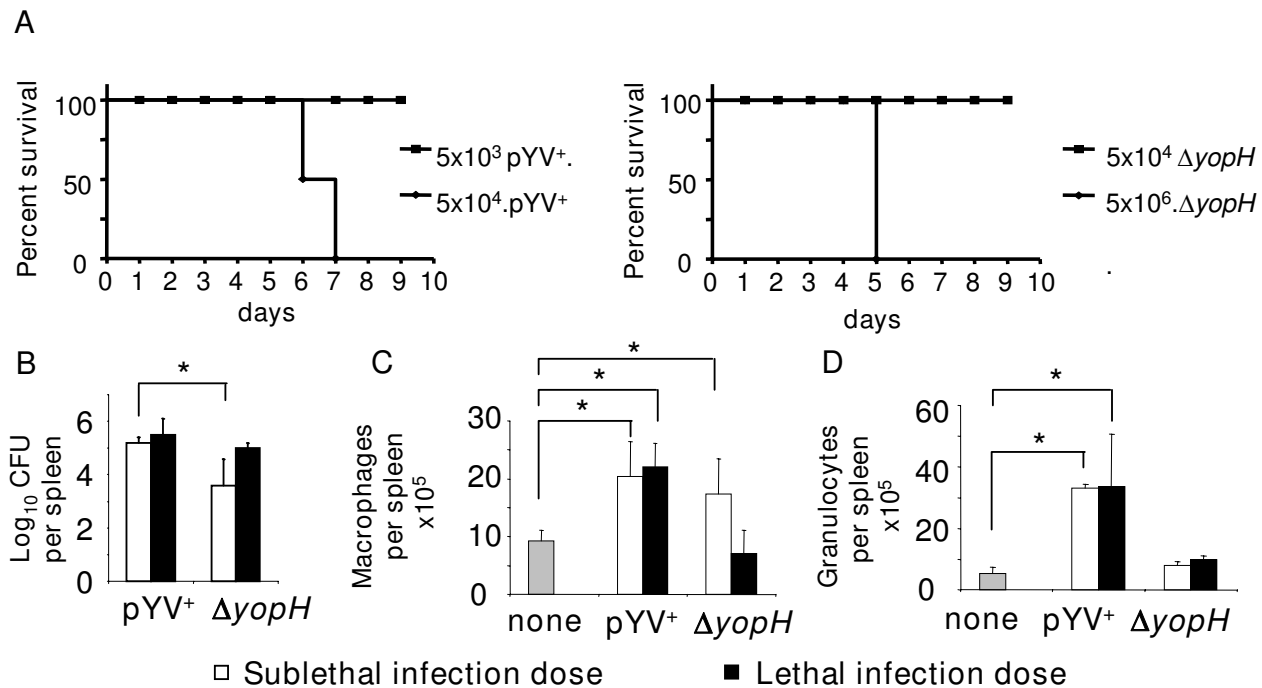 A
Percent survival
100
50
0
0 1 2 3 4 5 6 7 8 9 10
days
5x10³ pYV⁺.
5x10⁴.pYV⁺
Percent survival
100
50
0
0 1 2 3 4 5 6 7 8 9 10
days
5x10⁴ ΔyopH
5x10⁶.ΔyopH
.
B
Log₁₀ CFU
per spleen
6
4
2
0
*
pYV⁺ ΔyopH
C
Macrophages
per spleen
x10⁵
30
20
10
0
*
*
*
none pYV⁺ ΔyopH
D
Granulocytes
per spleen
x10⁵
60
40
20
0
*
*
none pYV⁺ ΔyopH
Sublethal infection dose
Lethal infection dose